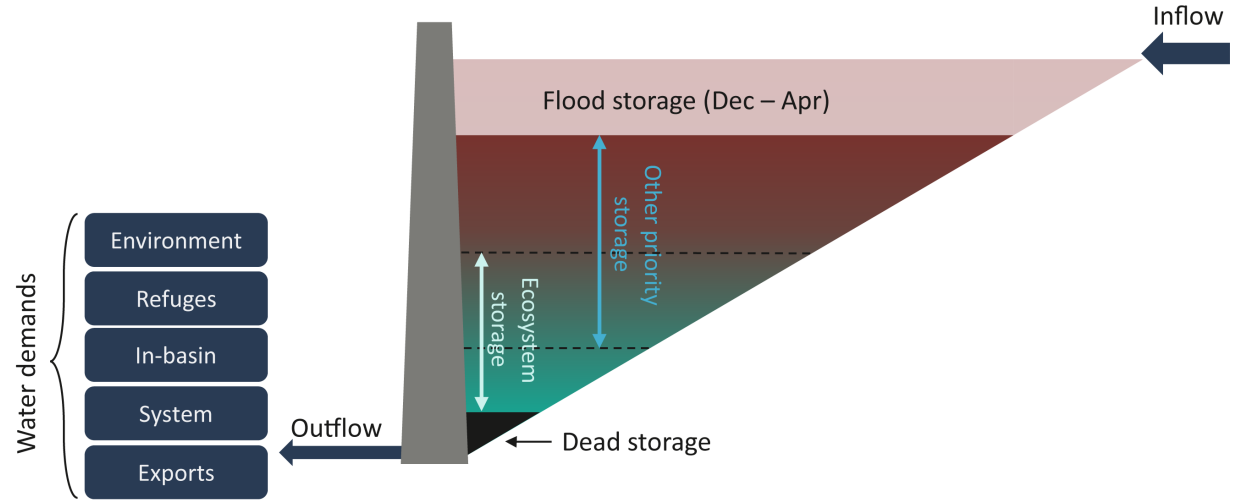 Inflow
Flood storage (Dec – Apr)
Other priority
storage
Ecosystem
storage
Water demands
Environment
Refuges
In-basin
System
Exports
Outflow
Dead storage